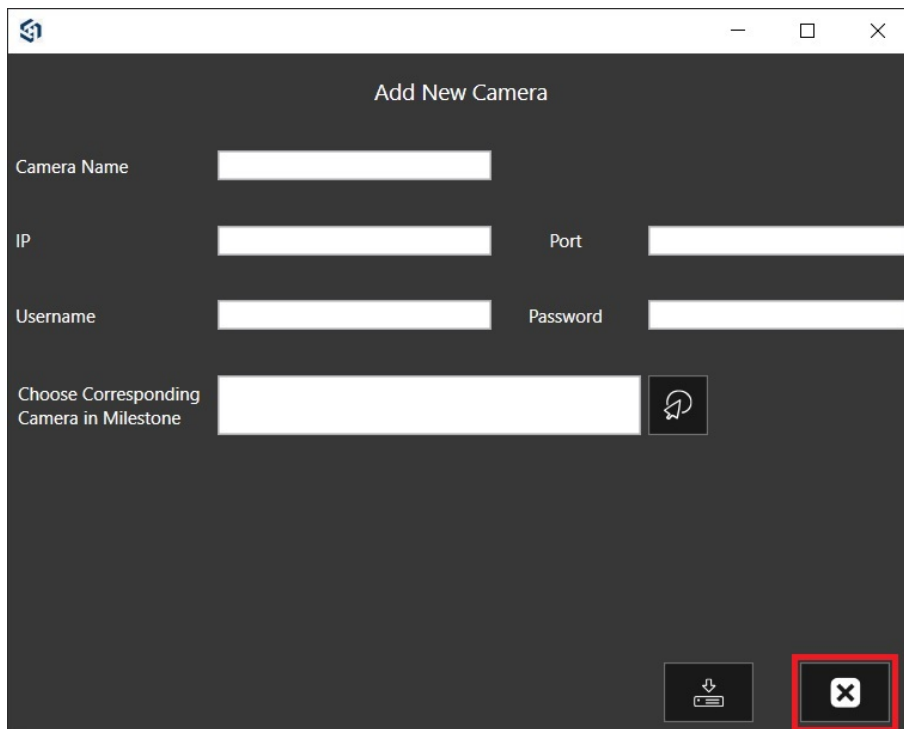 Add New Camera
Camera Name
IP
Port
Username
Password
Choose Corresponding
Camera in Milestone